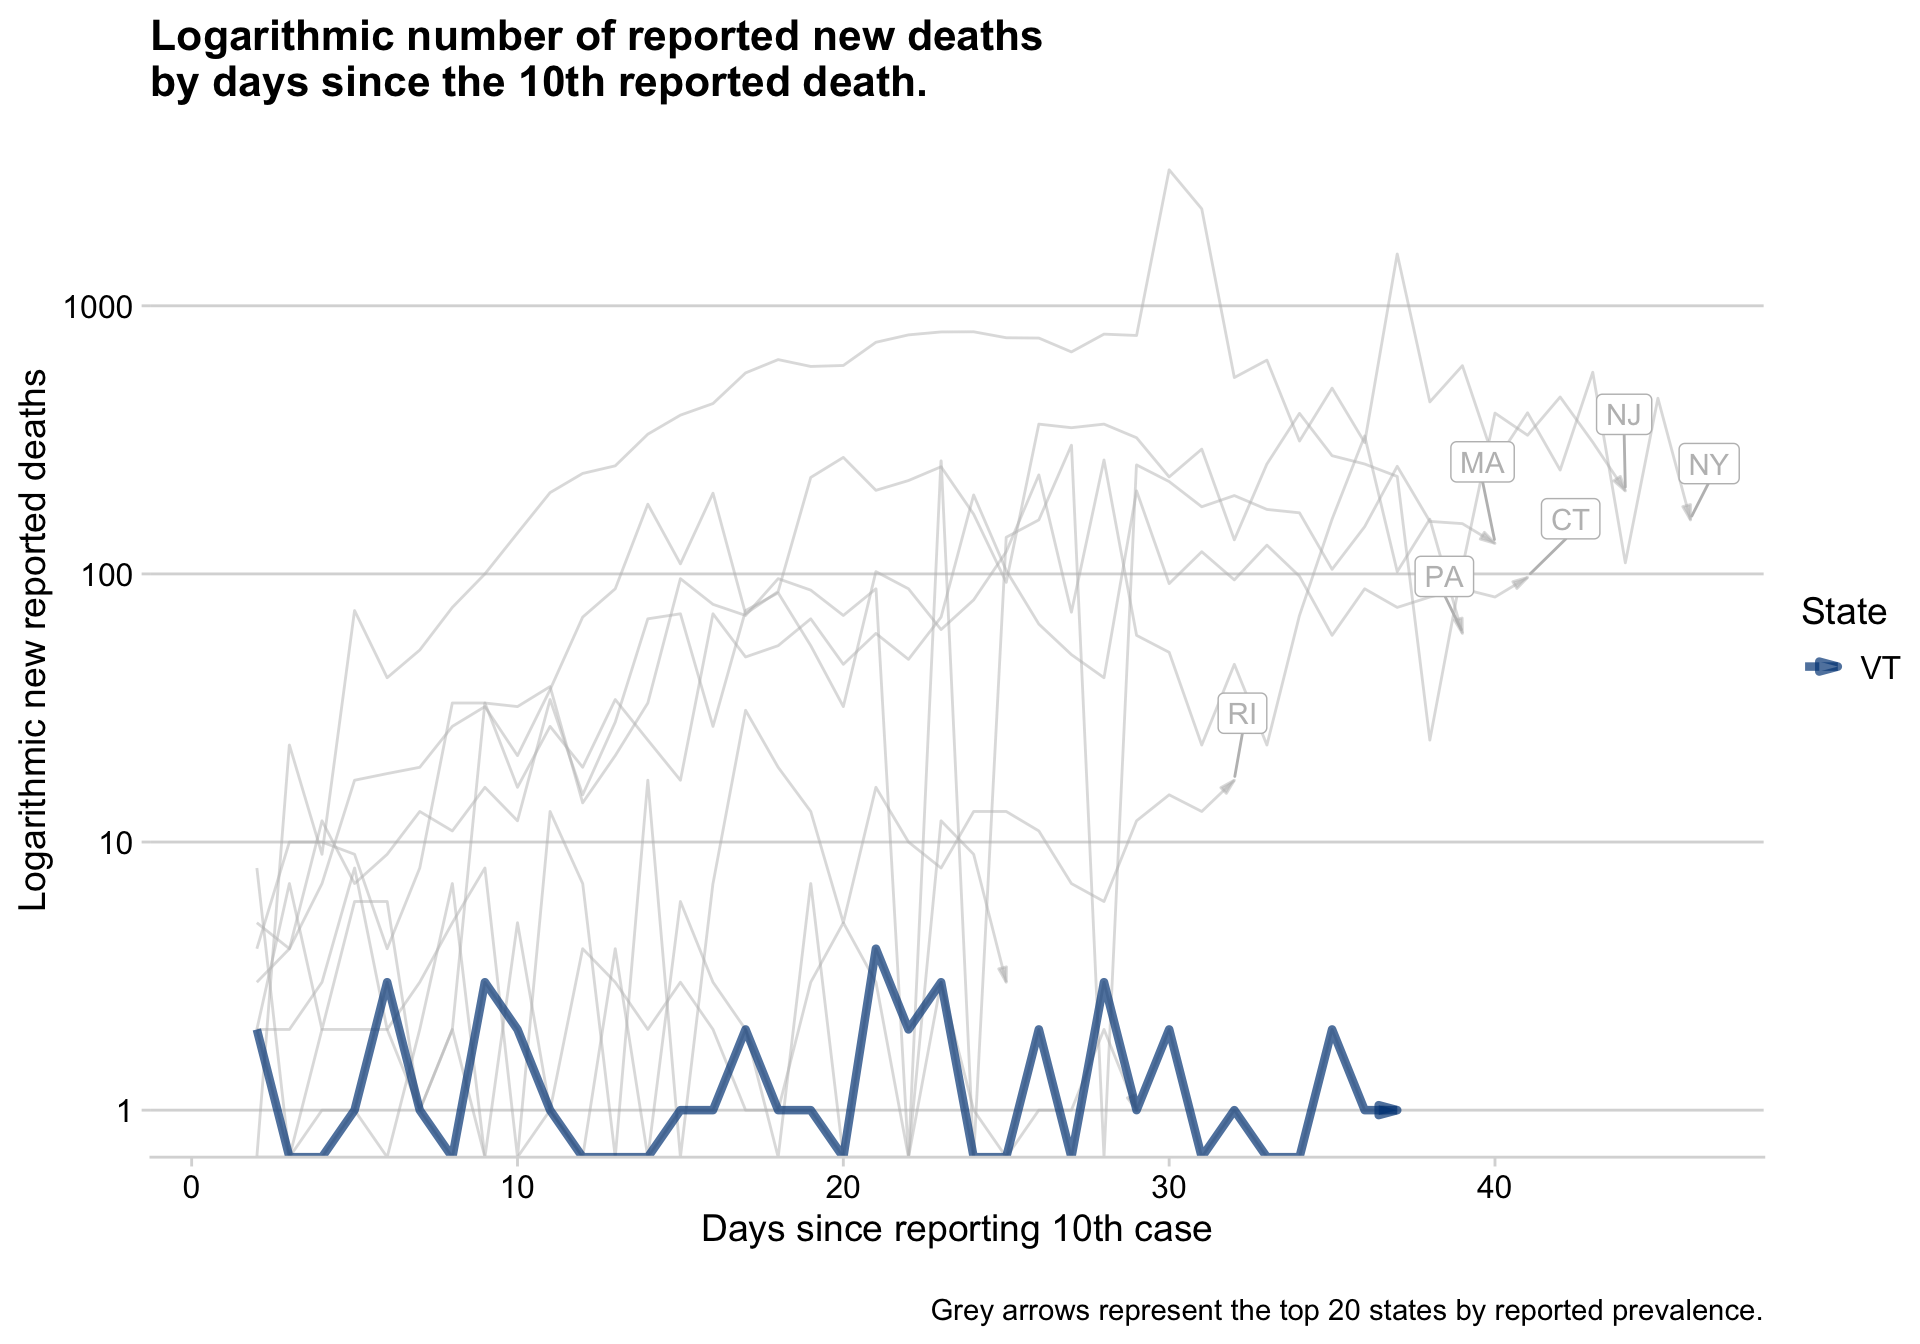 Logarithmic number of reported new deaths
by days since the 10th reported death.
Logarithmic new reported deaths
1000
100
10
1
NJ
MA
NY
CT
PA
RI
State
VT
0
10
20
30
40
Days since reporting 10th case
Grey arrows represent the top 20 states by reported prevalence.